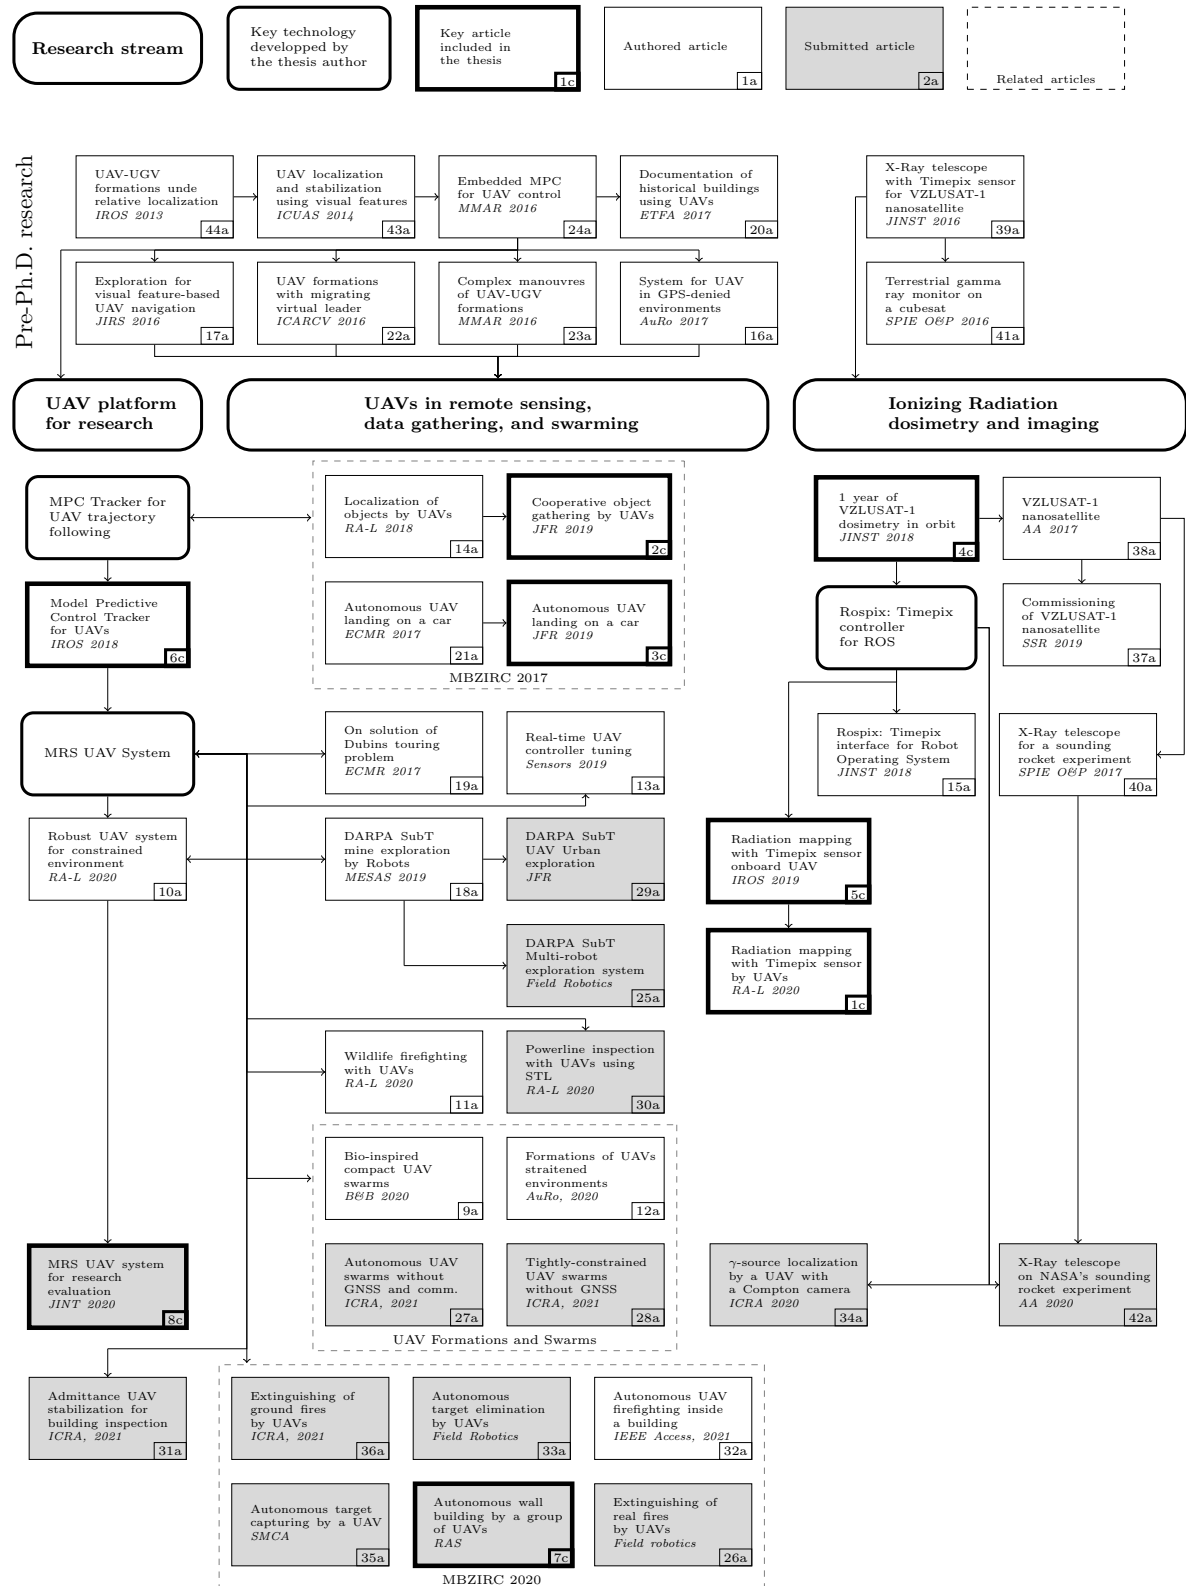 Research stream
Key technology
developped by
the thesis author
Key article
included in
the thesis
1c
Authored article
1a
Submitted article
2a
Related articles
Pre-Ph.D. research
UAV-UGV
formations unde
relative localization
IROS 2013
44a
UAV localization
and stabilization
using visual features
ICUAS 2014
43a
Embedded MPC
for UAV control
MMAR 2016
24a
Documentation of
historical buildings
using UAVs
ETFA 2017
20a
X-Ray telescope
with Timepix sensor
for VZLUSAT-1
nanosatellite
JINST 2016
39a
Exploration for
visual feature-based
UAV navigation
JIRS 2016
17a
UAV formations
with migrating
virtual leader
ICARCV 2016
22a
Complex manouvres
of UAV-UGV
formations
MMAR 2016
23a
System for UAV
in GPS-denied
environments
AuRo 2017
16a
Terrestrial gamma
ray monitor on
a cubesat
SPIE O&P 2016
41a
UAV platform
for research
UAVs in remote sensing,
data gathering, and swarming
Ionizing Radiation
dosimetry and imaging
MPC Tracker for
UAV trajectory
following
Localization of
objects by UAVs
RA-L 2018
14a
Cooperative object
gathering by UAVs
JFR 2019
2c
1 year of
VZLUSAT-1
dosimetry in orbit
JINST 2018
4c
VZLUSAT-1
nanosatellite
AA 2017
38a
Model Predictive
Control Tracker
for UAVs
IROS 2018
6c
Autonomous UAV
landing on a car
ECMR 2017
21a
Autonomous UAV
landing on a car
JFR 2019
3c
MBZIRC 2017
Rospix: Timepix
controller
for ROS
Commissioning
of VZLUSAT-1
nanosatellite
SSR 2019
37a
MRS UAV System
On solution of
Dubins touring
problem
ECMR 2017
19a
Real-time UAV
controller tuning
Sensors 2019
13a
Rospix: Timepix
interface for Robot
Operating System
JINST 2018
15a
X-Ray telescope
for a sounding
rocket experiment
SPIE O&P 2017
40a
Robust UAV system
for constrained
environment
RA-L 2020
10a
DARPA SubT
mine exploration
by Robots
MESAS 2019
18a
DARPA SubT
UAV Urban
exploration
JFR
29a
Radiation mapping
with Timepix sensor
onboard UAV
IROS 2019
5c
DARPA SubT
Multi-robot
exploration system
Field Robotics
25a
Radiation mapping
with Timepix sensor
by UAVs
RA-L 2020
1c
Wildlife firefighting
with UAVs
RA-L 2020
11a
Powerline inspection
with UAVs using
STL
RA-L 2020
30a
Bio-inspired
compact UAV
swarms
B&B 2020
9a
Formations of UAVs
straitened
environments
AuRo, 2020
12a
MRS UAV system
for research
evaluation
JINT 2020
8c
Autonomous UAV
swarms without
GNSS and comm.
ICRA, 2021
27a
Tightly-constrained
UAV swarms
without GNSS
ICRA, 2021
28a
UAV Formations and Swarms
γ-source localization
by a UAV with
a Compton camera
ICRA 2020
34a
X-Ray telescope
on NASA's sounding
rocket experiment
AA 2020
42a
Admittance UAV
stabilization for
building inspection
ICRA, 2021
31a
Extinguishing of
ground fires
by UAVs
ICRA, 2021
36a
Autonomous
target elimination
by UAVs
Field Robotics
33a
Autonomous UAV
firefighting inside
a building
IEEE Access, 2021
32a
Autonomous target
capturing by a UAV
SMCA
35a
Autonomous wall
building by a group
of UAVs
RAS
7c
Extinguishing of
real fires
by UAVs
Field robotics
26a
MBZIRC 2020